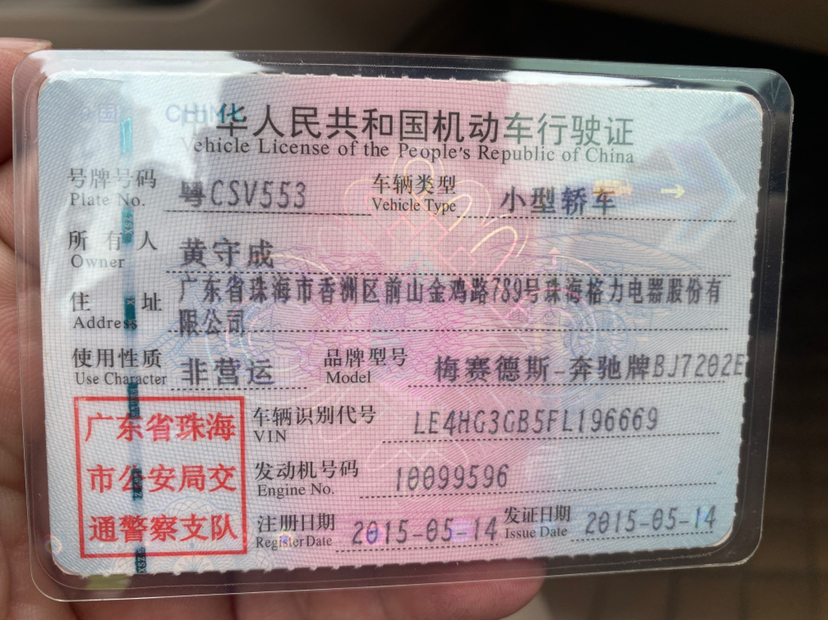 中国 CHINA
中华人民共和国机动车行驶证
Vehicle License of the People's Republic of China
号牌号码 粤CSV553 车辆类型 小型轿车
Plate No. Vehicle Type
所有人 黄守成
Owner
住址 广东省珠海市香洲区前山金鸡路789号珠海格力电器股份有
Address 限公司
使用性质 非营运 品牌型号 梅赛德斯-奔驰牌BJ7202E
Use Character Model
广东省珠海
市公安局交
通警察支队
车辆识别代号 LE4HG3GB5FL196669
VIN
发动机号码 10099596
Engine No.
注册日期 2015-05-14 发证日期 2015-05-14
Register Date Issue Date